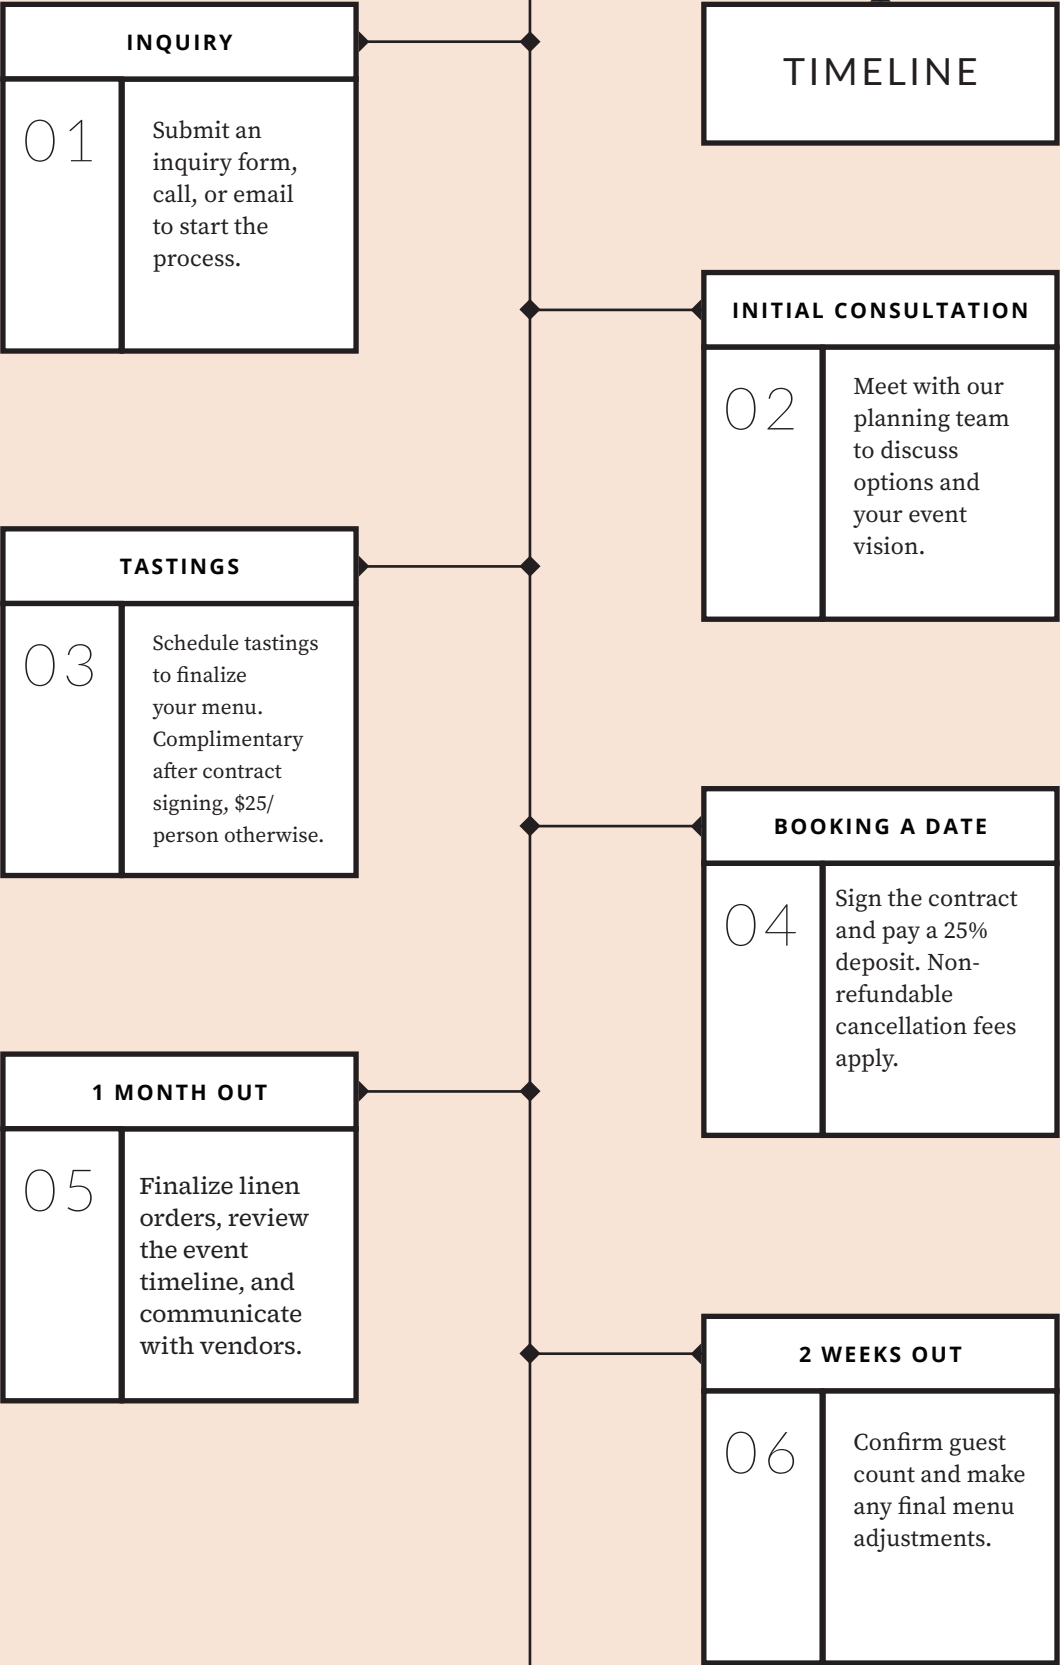 INQUIRY
01
Submit an
inquiry form,
call, or email
to start the
process.
TIMELINE
INITIAL CONSULTATION
02
Meet with our
planning team
to discuss
options and
your event
vision.
TASTINGS
03
Schedule tastings
to finalize
your menu.
Complimentary
after contract
signing, $25/
person otherwise.
BOOKING A DATE
04
Sign the contract
and pay a 25%
deposit. Non-
refundable
cancellation fees
apply.
1 MONTH OUT
05
Finalize linen
orders, review
the event
timeline, and
communicate
with vendors.
2 WEEKS OUT
06
Confirm guest
count and make
any final menu
adjustments.